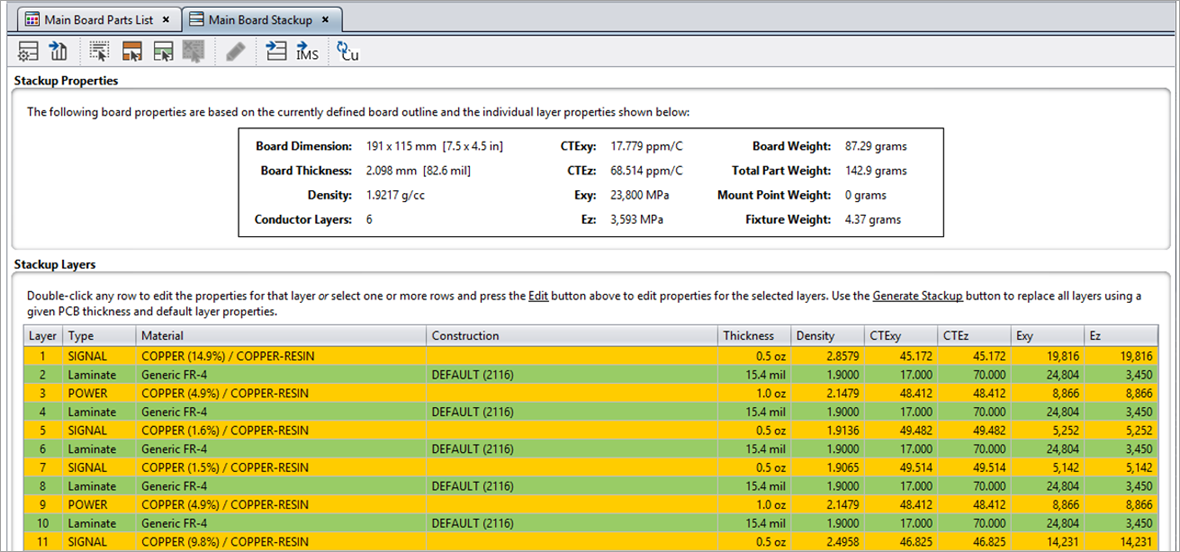 Main Board Parts List ×
Main Board Stackup ×
IMS
Cu
Stackup Properties
The following board properties are based on the currently defined board outline and the individual layer properties shown below:
Board Dimension: 191 x 115 mm [7.5 x 4.5 in] CTExy: 17.779 ppm/C Board Weight: 87.29 grams
Board Thickness: 2.098 mm [82.6 mil] CTEz: 68.514 ppm/C Total Part Weight: 142.9 grams
Density: 1.9217 g/cc Exy: 23,800 MPa Mount Point Weight: 0 grams
Conductor Layers: 6 Ez: 3,593 MPa Fixture Weight: 4.37 grams
Stackup Layers
Double-click any row to edit the properties for that layer or select one or more rows and press the Edit button above to edit properties for the selected layers. Use the Generate Stackup button to replace all layers using a
given PCB thickness and default layer properties.
Layer Type Material Construction Thickness Density CTExy CTEz Exy Ez
1 SIGNAL COPPER (14.9%) / COPPER-RESIN 0.5 oz 2.8579 45.172 45.172 19,816 19,816
2 Laminate Generic FR-4 DEFAULT (2116) 15.4 mil 1.9000 17.000 70.000 24,804 3,450
3 POWER COPPER (4.9%) / COPPER-RESIN 1.0 oz 2.1479 48.412 48.412 8,866 8,866
4 Laminate Generic FR-4 DEFAULT (2116) 15.4 mil 1.9000 17.000 70.000 24,804 3,450
5 SIGNAL COPPER (1.6%) / COPPER-RESIN 0.5 oz 1.9136 49.482 49.482 5,252 5,252
6 Laminate Generic FR-4 DEFAULT (2116) 15.4 mil 1.9000 17.000 70.000 24,804 3,450
7 SIGNAL COPPER (1.5%) / COPPER-RESIN 0.5 oz 1.9065 49.514 49.514 5,142 5,142
8 Laminate Generic FR-4 DEFAULT (2116) 15.4 mil 1.9000 17.000 70.000 24,804 3,450
9 POWER COPPER (4.9%) / COPPER-RESIN 1.0 oz 2.1479 48.412 48.412 8,866 8,866
10 Laminate Generic FR-4 DEFAULT (2116) 15.4 mil 1.9000 17.000 70.000 24,804 3,450
11 SIGNAL COPPER (9.8%) / COPPER-RESIN 0.5 oz 2.4958 46.825 46.825 14,231 14,231